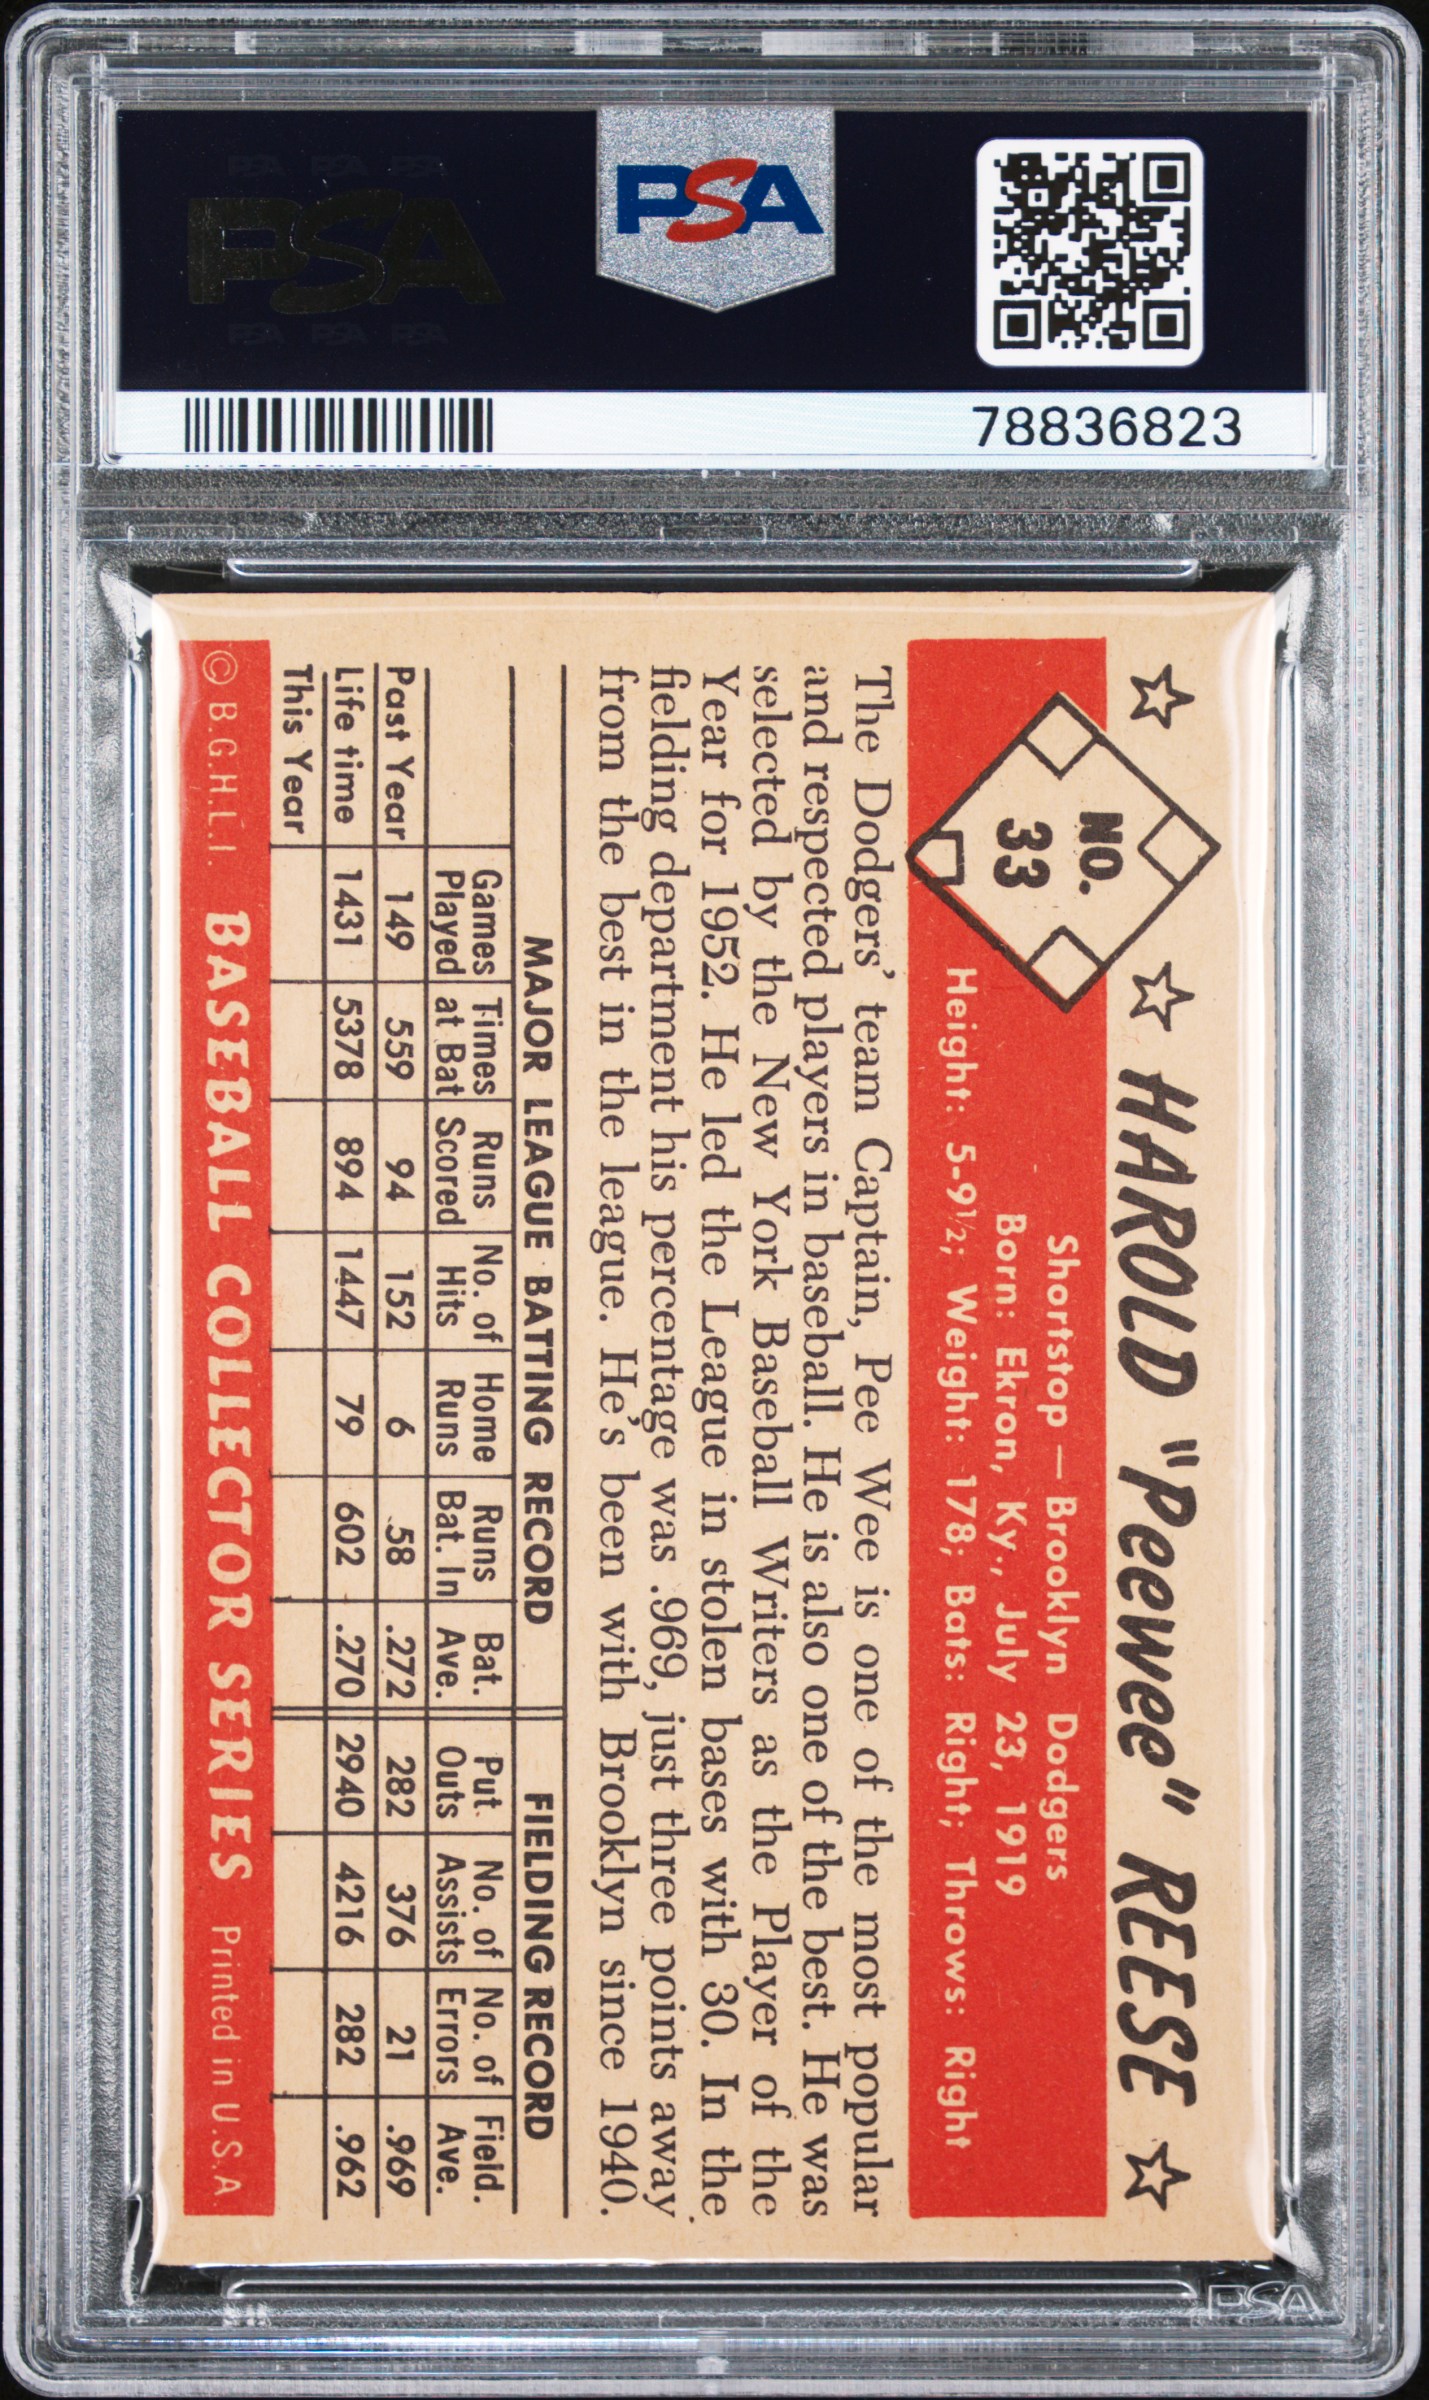 PSA PSA PSA
PSA
PSA PSA PSA
PSA
78836823
NO.
33
HAROLD "Peewee" REESE
Shortstop — Brooklyn Dodgers
Born: Ekron, Ky., July 23, 1919
Height: 5-9½; Weight: 178; Bats: Right; Throws: Right
The Dodgers' team Captain, Pee Wee is one of the most popular
and respected players in baseball. He is also one of the best. He was
selected by the New York Baseball Writers as the Player of the
Year for 1952. He led the League in stolen bases with 30. In the
fielding department his percentage was .969, just three points away
from the best in the league. He's been with Brooklyn since 1940.
MAJOR LEAGUE BATTING RECORD FIELDING RECORD
Games Times Runs No. of Home Runs Bat. Put No. of No. of Field.
Played at Bat Scored Hits Runs Bat. In Ave. Outs Assists Errors Ave.
Past Year 149 559 94 152 6 58 .272 282 376 21 .969
Life time 1431 5378 894 1447 79 602 .270 2940 4216 282 .962
This Year
© B.G.H.L.I. BASEBALL COLLECTOR SERIES Printed in U.S.A.
PSA